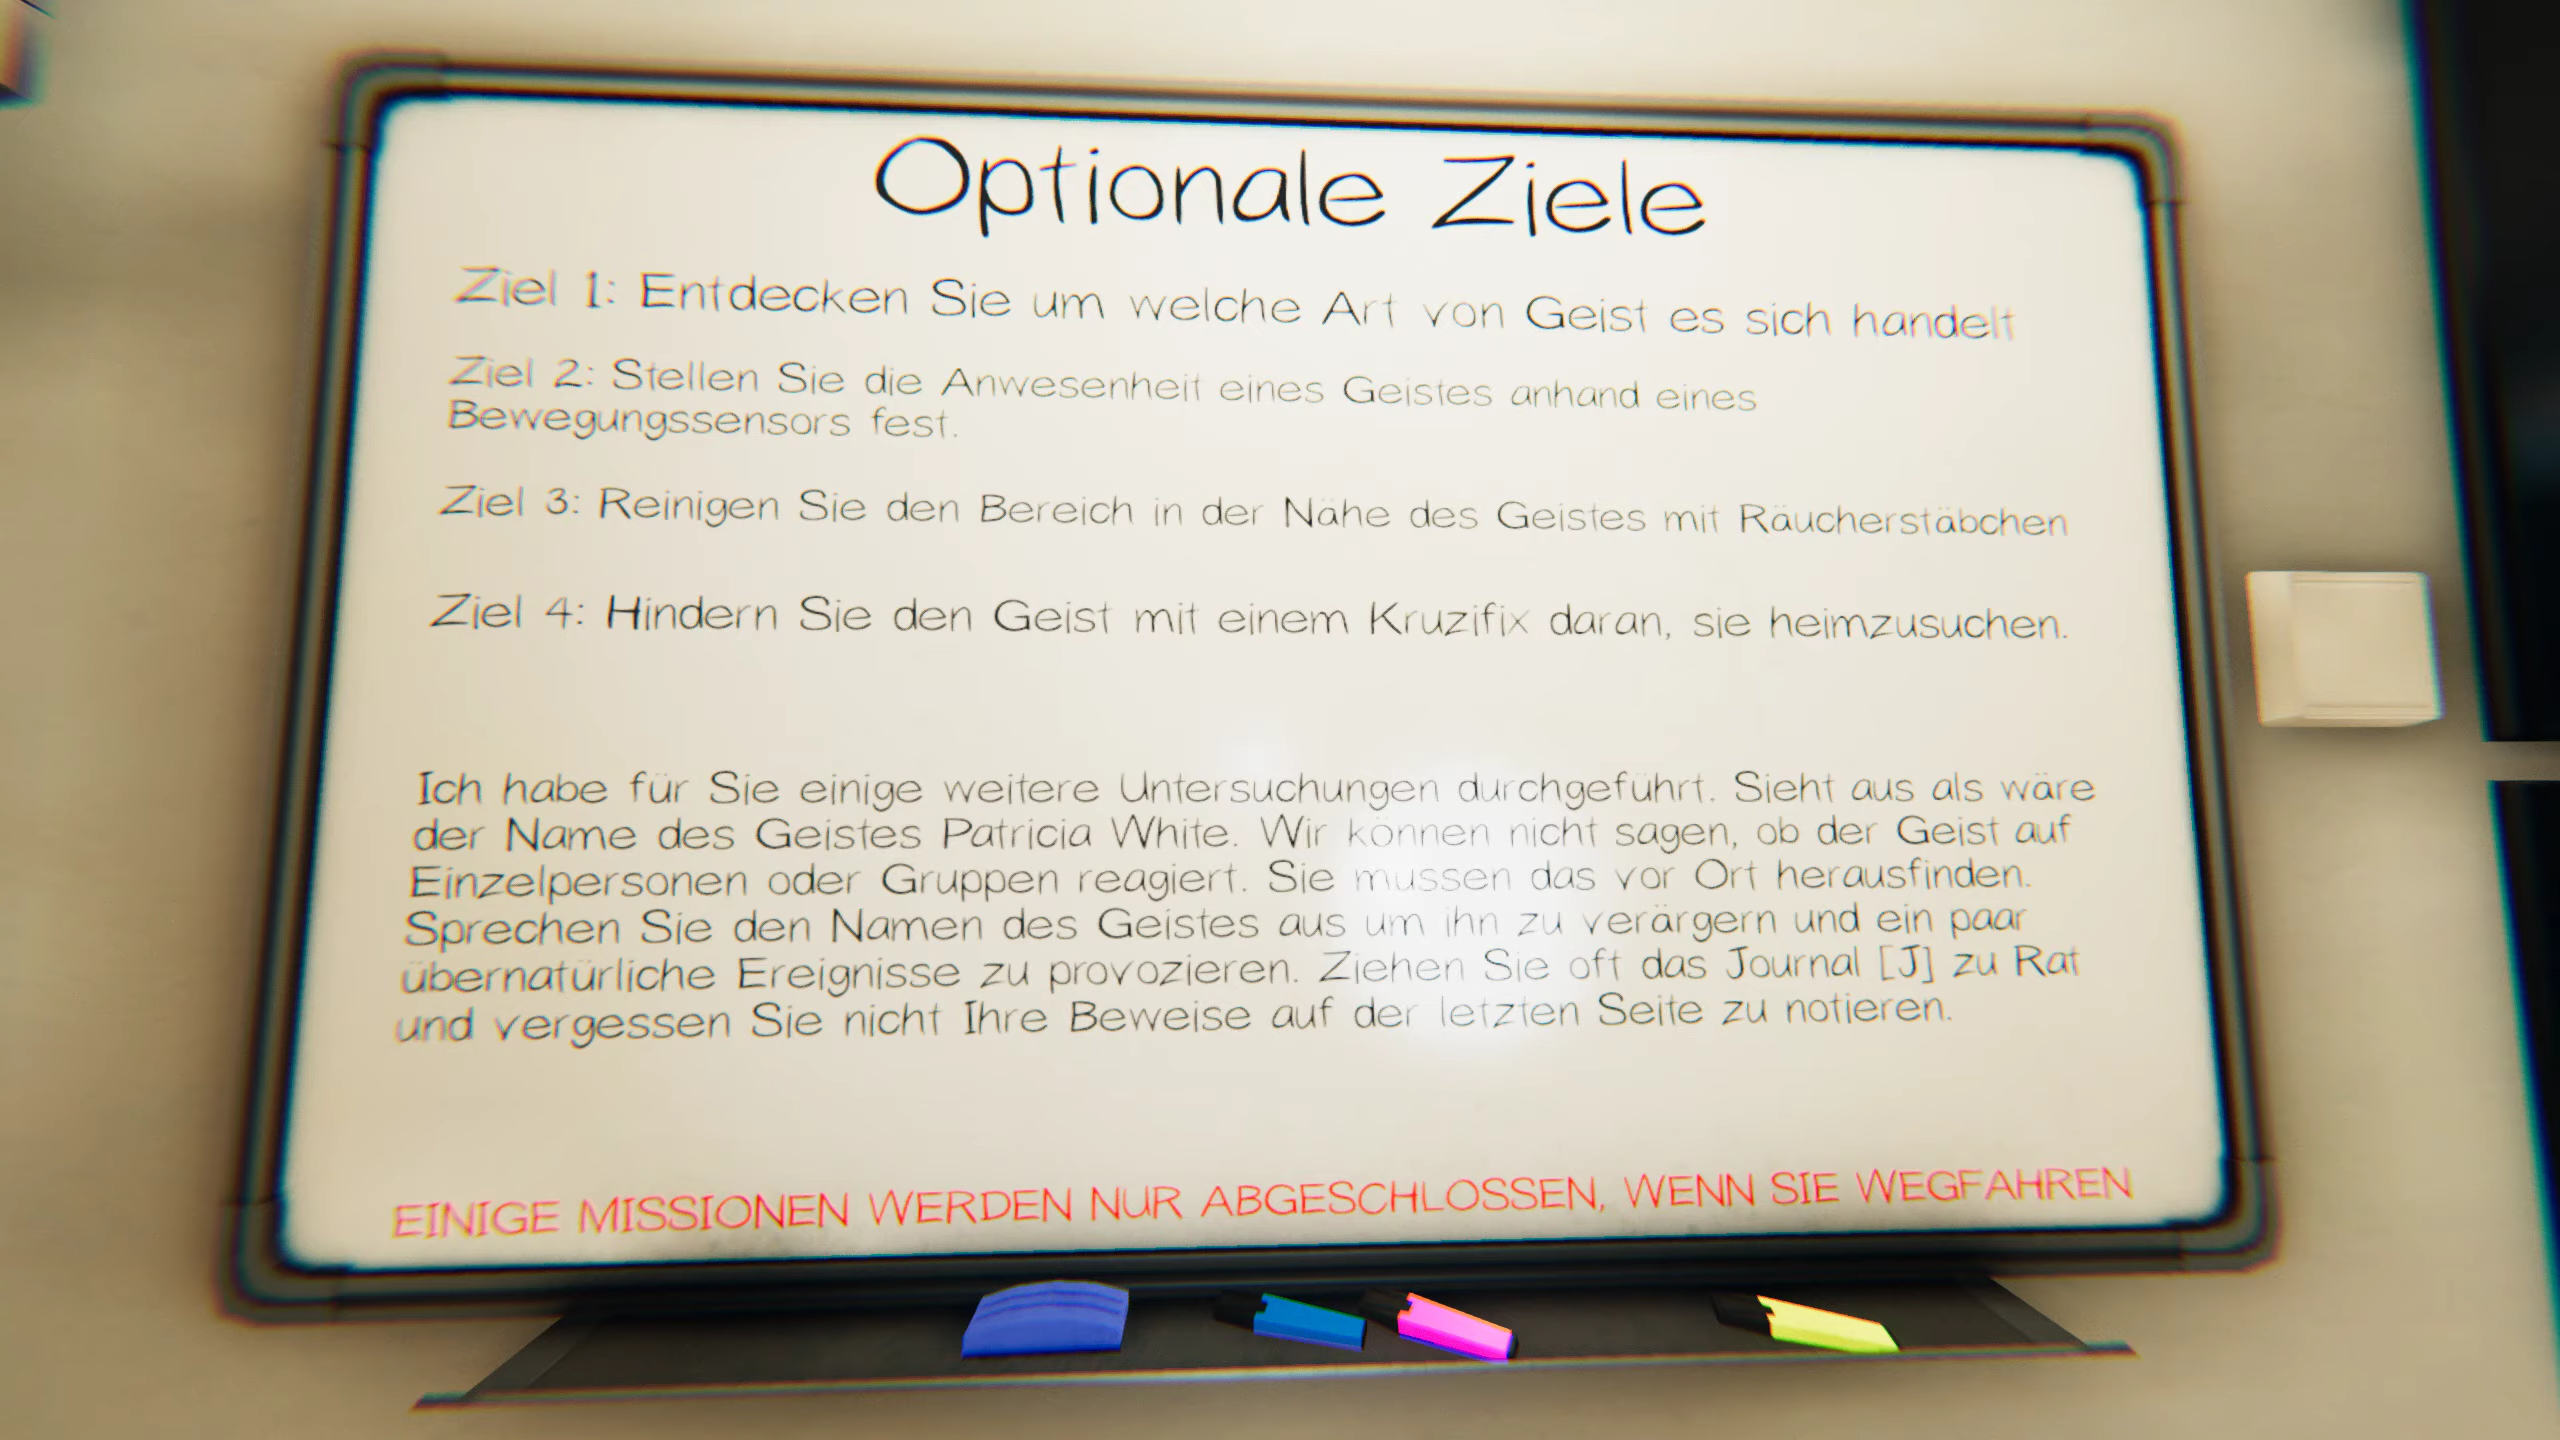 Optionale Ziele
Ziel 1: Entdecken Sie um welche Art von Geist es sich handelt
Ziel 2: Stellen Sie die Anwesenheit eines Geistes anhand eines
Bewegungssensors fest.
Ziel 3: Reinigen Sie den Bereich in der Nähe des Geistes mit Räucherstäbchen
Ziel 4: Hindern Sie den Geist mit einem Kruzifix daran, sie heimzusuchen.
Ich habe für Sie einige weitere Untersuchungen durchgeführt. Sieht aus als wäre
der Name des Geistes Patricia White. Wir können nicht sagen, ob der Geist auf
Einzelpersonen oder Gruppen reagiert. Sie müssen das vor Ort herausfinden.
Sprechen Sie den Namen des Geistes aus um ihn zu verärgern und ein paar
übernatürliche Ereignisse zu provozieren. Ziehen Sie oft das Journal [J] zu Rat
und vergessen Sie nicht Ihre Beweise auf der letzten Seite zu notieren.
EINIGE MISSIONEN WERDEN NUR ABGESCHLOSSEN, WENN SIE WEGFAHREN